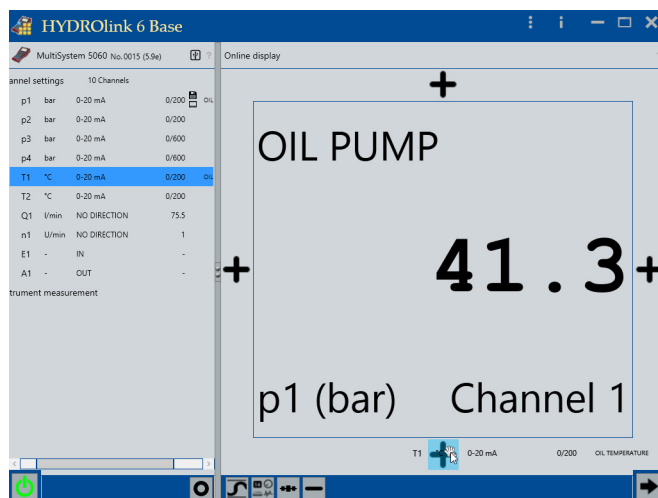 HYDROlink 6 Base
MultiSystem 5060 No. 0015 (5.9e)
annel settings 10 Channels
p1 bar 0-20 mA 0/200 OIL
p2 bar 0-20 mA 0/200
p3 bar 0-20 mA 0/600
p4 bar 0-20 mA 0/600
T1 °C 0-20 mA 0/200 OIL
T2 °C 0-20 mA 0/200
Q1 l/min NO DIRECTION 75.5
n1 U/min NO DIRECTION 1
E1 - IN -
A1 - OUT -
trument measurement
Online display
OIL PUMP
41.3
p1 (bar) Channel 1
T1 0-20 mA 0/200 OIL TEMPERATURE